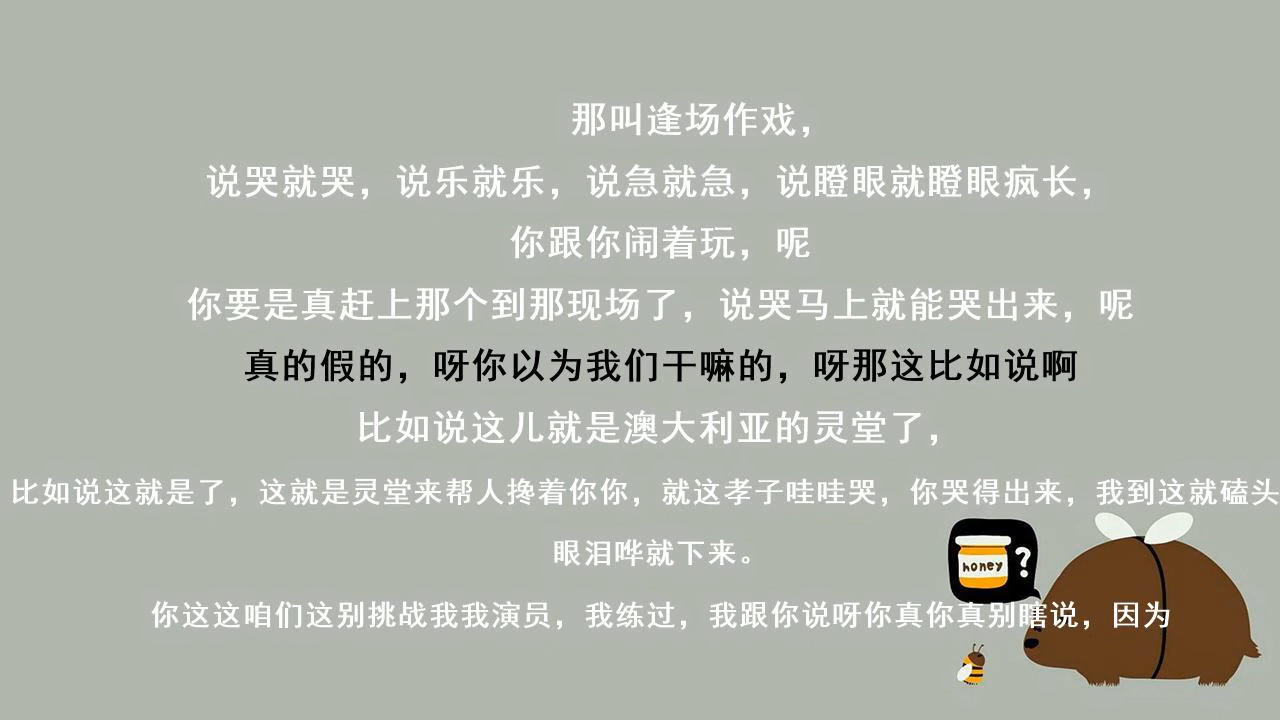 那叫逢场作戏，
说哭就哭，说乐就乐，说急就急，说瞪眼就瞪眼疯长，
你跟你闹着玩，呢
你要是真赶上那个到那现场了，说哭马上就能哭出来，呢
真的假的，呀你以为我们干嘛的，呀那这比如说啊
比如说这儿就是澳大利亚的灵堂了，
比如说这就是了，这就是灵堂来帮人搀着你你，就这孝子哇哇哭，你哭得出来，我到这就磕头
眼泪哗就下来。
honey ?
你这这咱们这别挑战我我演员，我练过，我跟你说呀你真你真别瞎说，因为